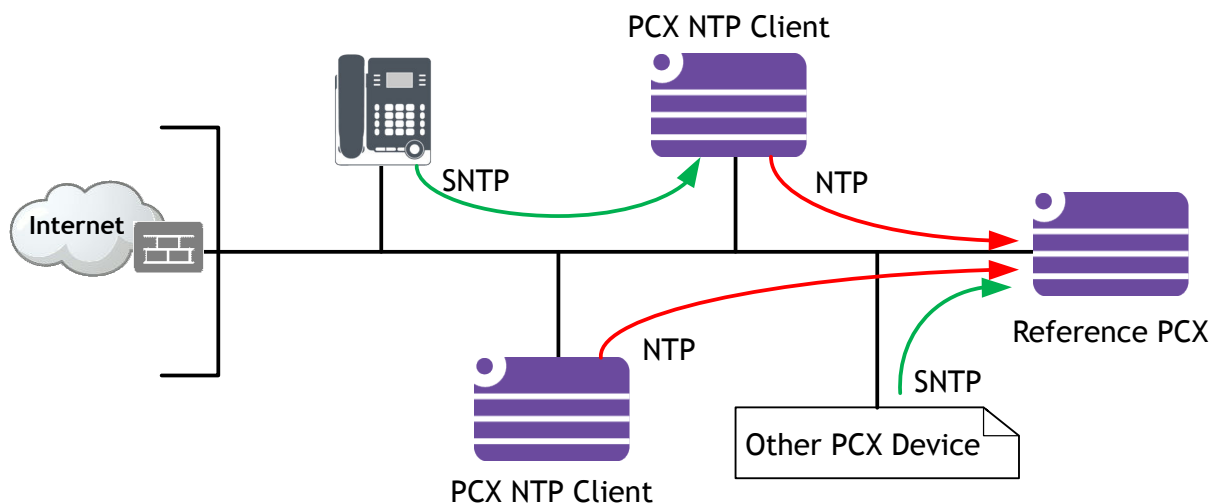 PCX NTP Client
SNTP
NTP
Internet
Reference PCX
NTP
SNTP
Other PCX Device
PCX NTP Client